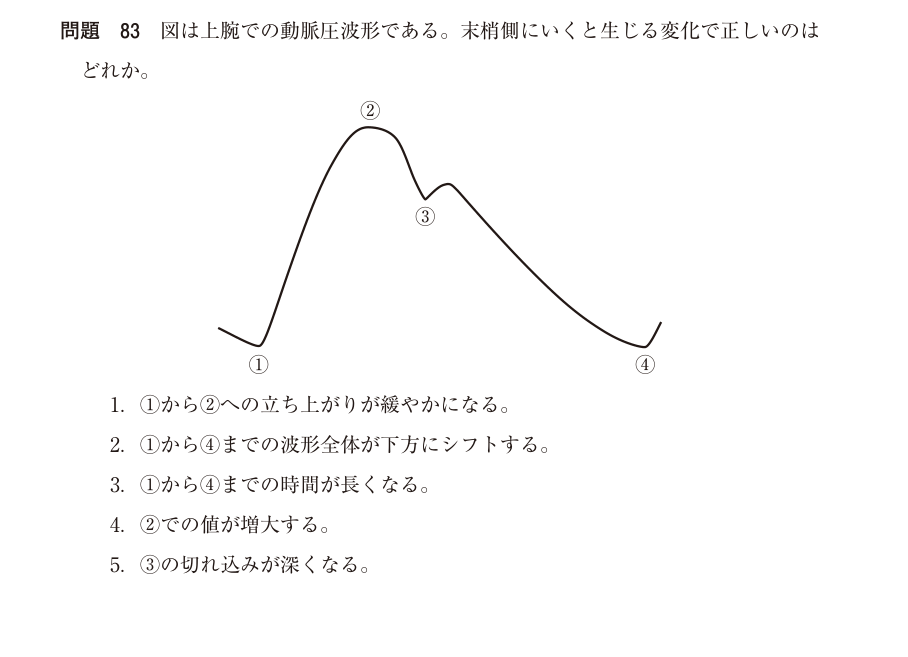 問題 83 図は上腕での動脈圧波形である。末梢側にいくと生じる変化で正しいのは
どれか。
②
③
①
④
1. ①から②への立ち上がりが緩やかになる。
2. ①から④までの波形全体が下方にシフトする。
3. ①から④までの時間が長くなる。
4. ②での値が増大する。
5. ③の切れ込みが深くなる。